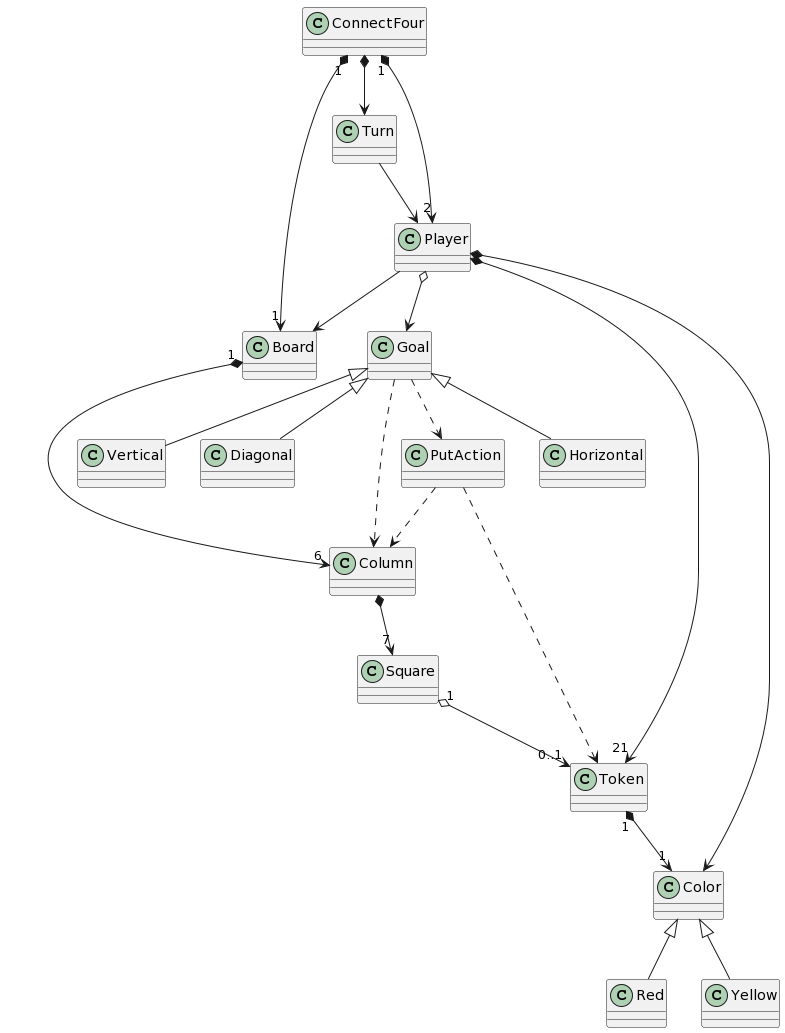 C ConnectFour
1 1
C Turn
2
C Player
1
1
C Board
C Goal
C Vertical
C Diagonal
C PutAction
C Horizontal
6
C Column
7
C Square
1
0..1
21
C Token
1
1
C Color
C Red
C Yellow